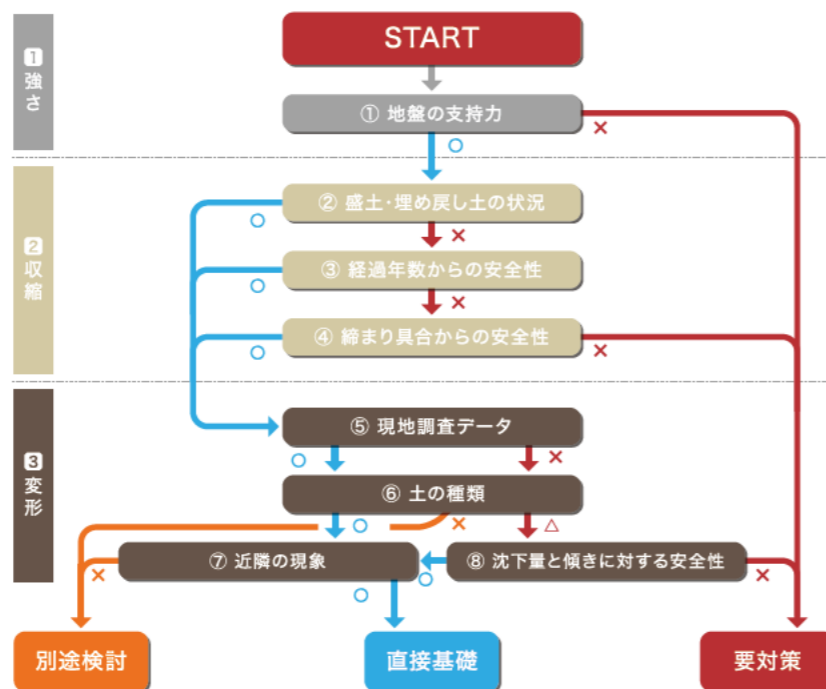 START
1 強さ
① 地盤の支持力
○
×
2 収縮
② 盛土・埋め戻し土の状況
○
×
③ 経過年数からの安全性
○
×
④ 締まり具合からの安全性
○
×
3 変形
⑤ 現地調査データ
○
×
⑥ 土の種類
○
×
△
⑦ 近隣の現象
×
○
○
⑧ 沈下量と傾きに対する安全性
×
別途検討
直接基礎
要対策